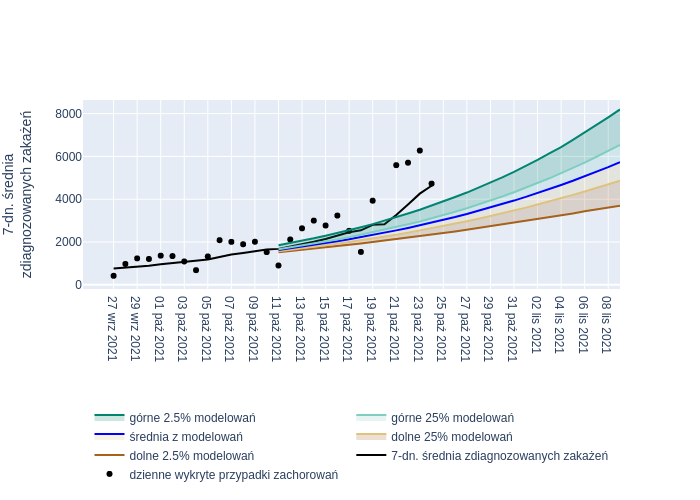 7-dn. średnia
zdiagnozowanych zakażeń
8000
6000
4000
2000
0
27 wrz 2021
29 wrz 2021
01 paź 2021
03 paź 2021
05 paź 2021
07 paź 2021
09 paź 2021
11 paź 2021
13 paź 2021
15 paź 2021
17 paź 2021
19 paź 2021
21 paź 2021
23 paź 2021
25 paź 2021
27 paź 2021
29 paź 2021
31 paź 2021
02 lis 2021
04 lis 2021
06 lis 2021
08 lis 2021
górne 2.5% modelowań
górne 25% modelowań
średnia z modelowań
dolne 25% modelowań
dolne 2.5% modelowań
7-dn. średnia zdiagnozowanych zakażeń
dzienne wykryte przypadki zachorowań